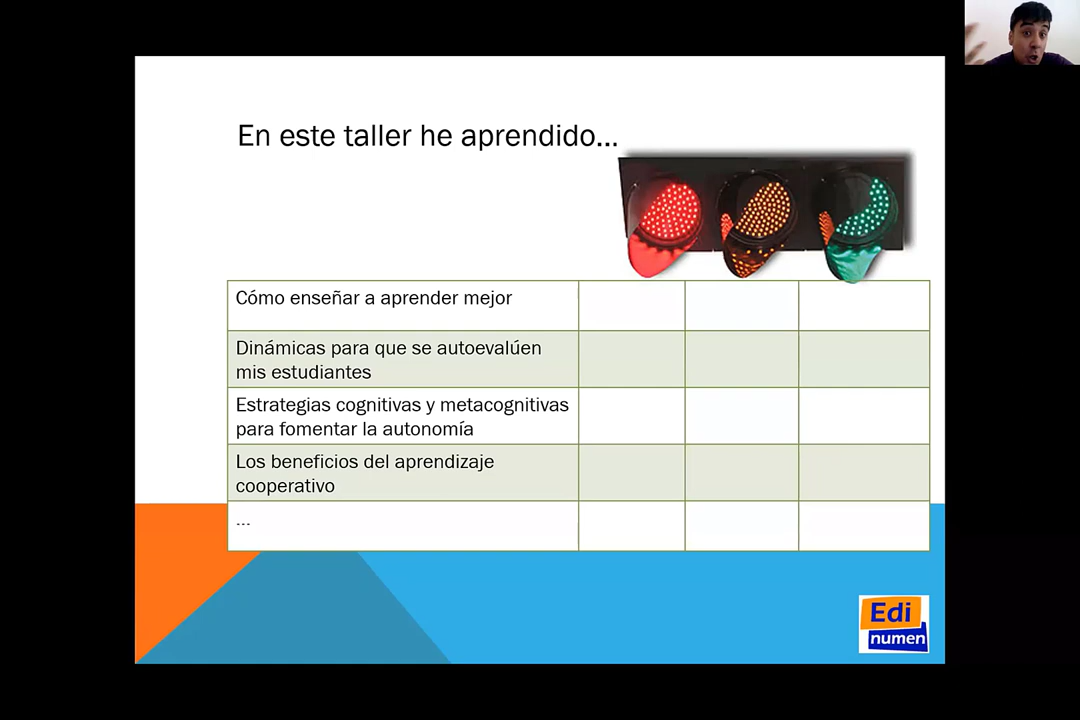 En este taller he aprendido...
Cómo enseñar a aprender mejor
Dinámicas para que se autoevalúen
mis estudiantes
Estrategias cognitivas y metacognitivas
para fomentar la autonomía
Los beneficios del aprendizaje
cooperativo
...
Edi
numen